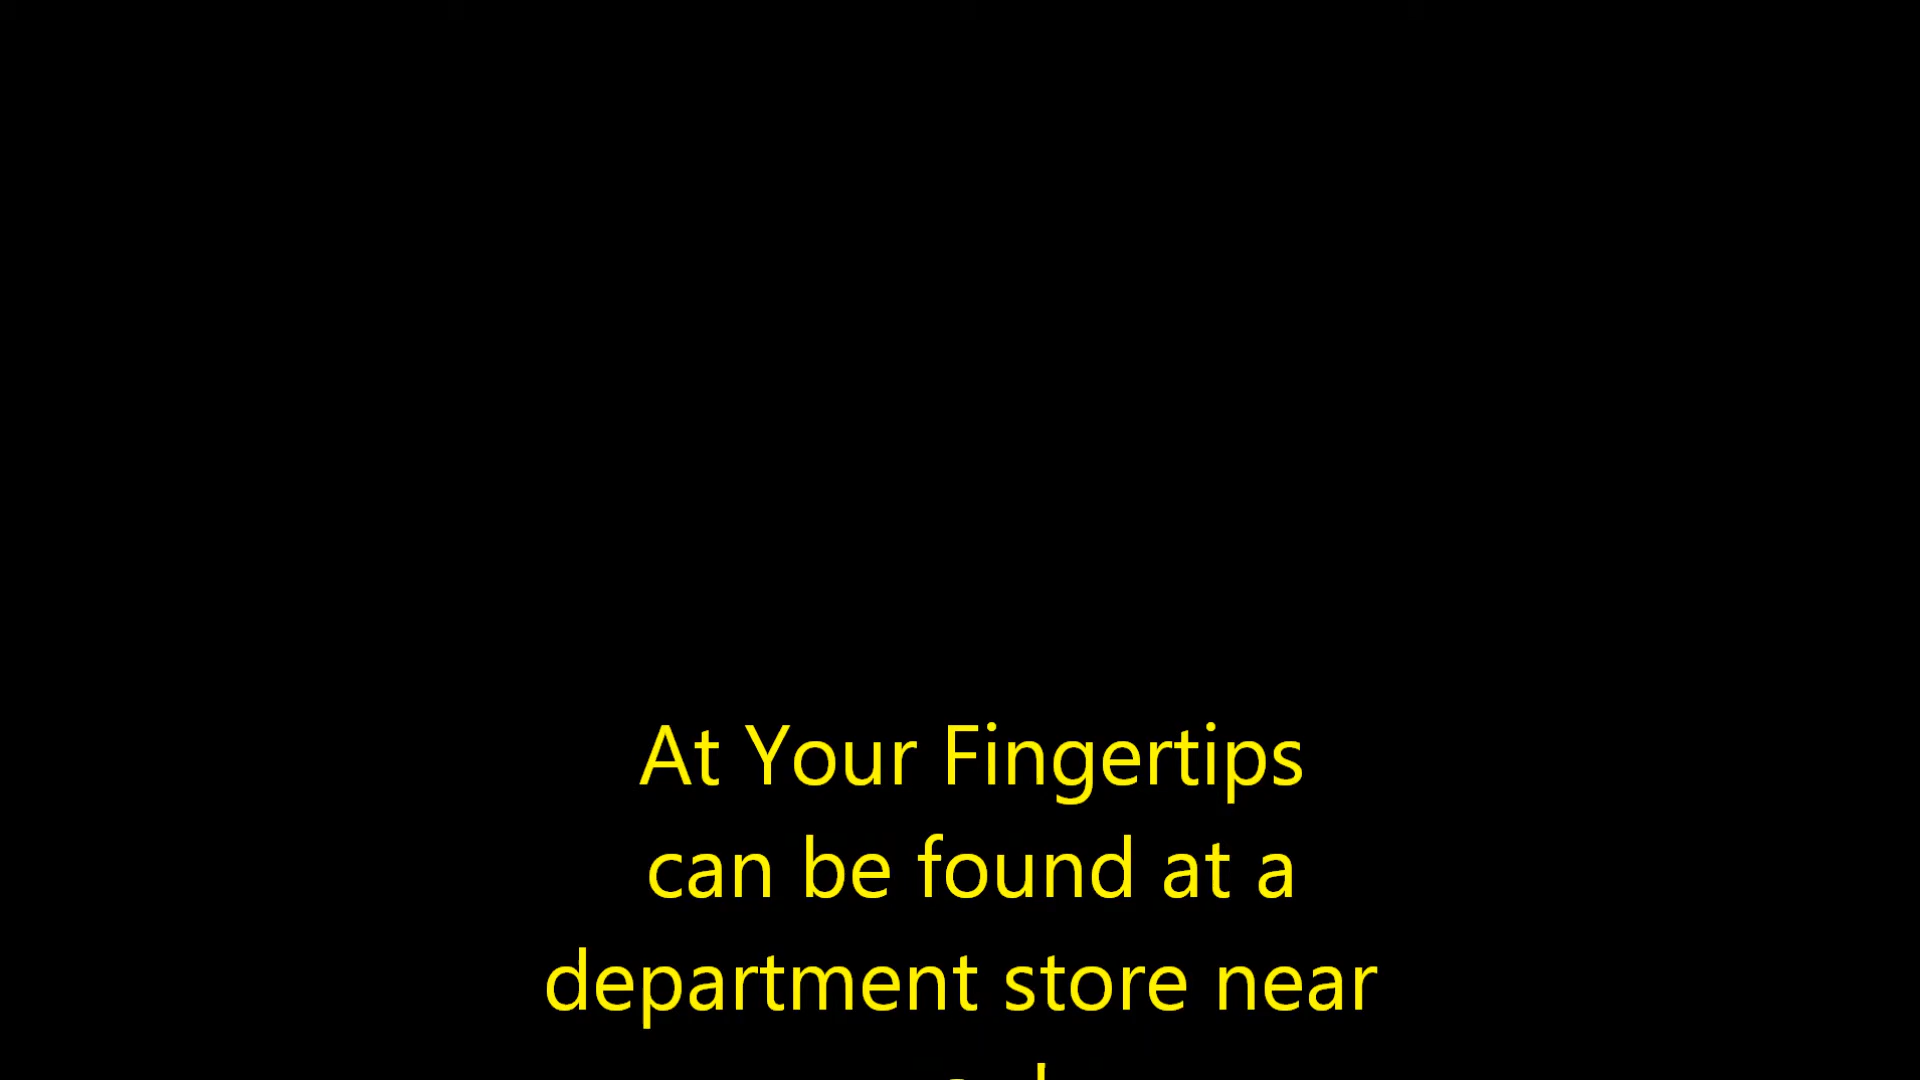 At Your Fingertips
can be found at a
department store near